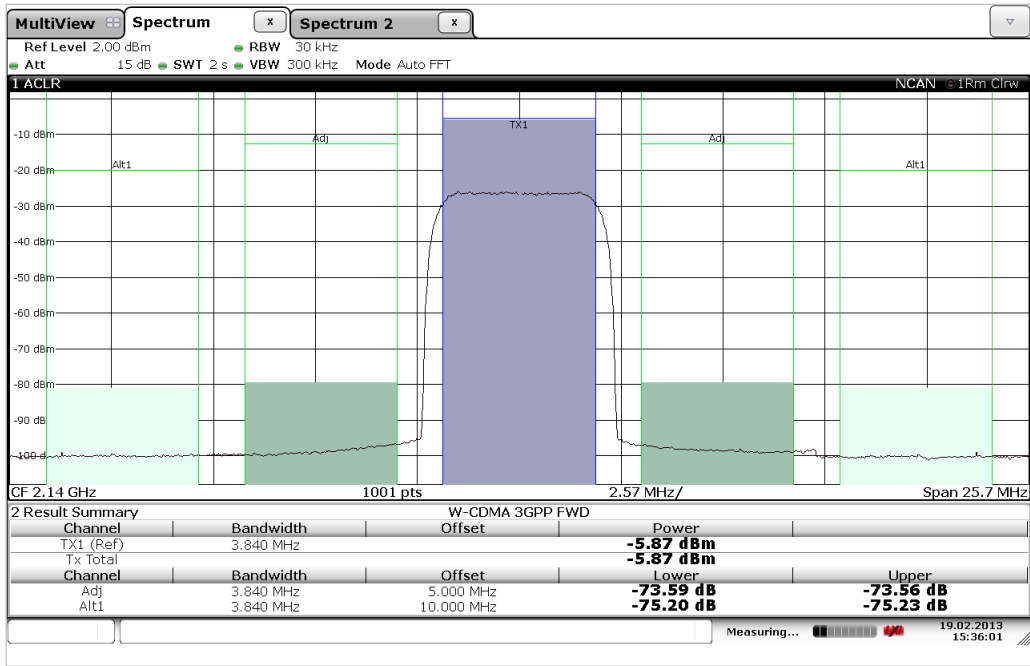 MultiView Spectrum x Spectrum 2 x
Ref Level 2.00 dBm RBW 30 kHz
Att 15 dB SWT 2 s VBW 300 kHz Mode Auto FFT
1 ACLR NCAN 1Rm Clrw
TX1
-10 dBm
Adj Adj
Alt1 Alt1
-20 dBm
-30 dBm
-40 dBm
-50 dBm
-60 dBm
-70 dBm
-80 dBm
-90 dB
-100 d
CF 2.14 GHz 1001 pts 2.57 MHz/ Span 25.7 MHz
2 Result Summary W-CDMA 3GPP FWD
Channel Bandwidth Offset Power
TX1 (Ref) 3.840 MHz -5.87 dBm
Tx Total -5.87 dBm
Channel Bandwidth Offset Lower Upper
Adj 3.840 MHz 5.000 MHz -73.59 dB -73.56 dB
Alt1 3.840 MHz 10.000 MHz -75.20 dB -75.23 dB
Measuring... 19.02.2013
15:36:01